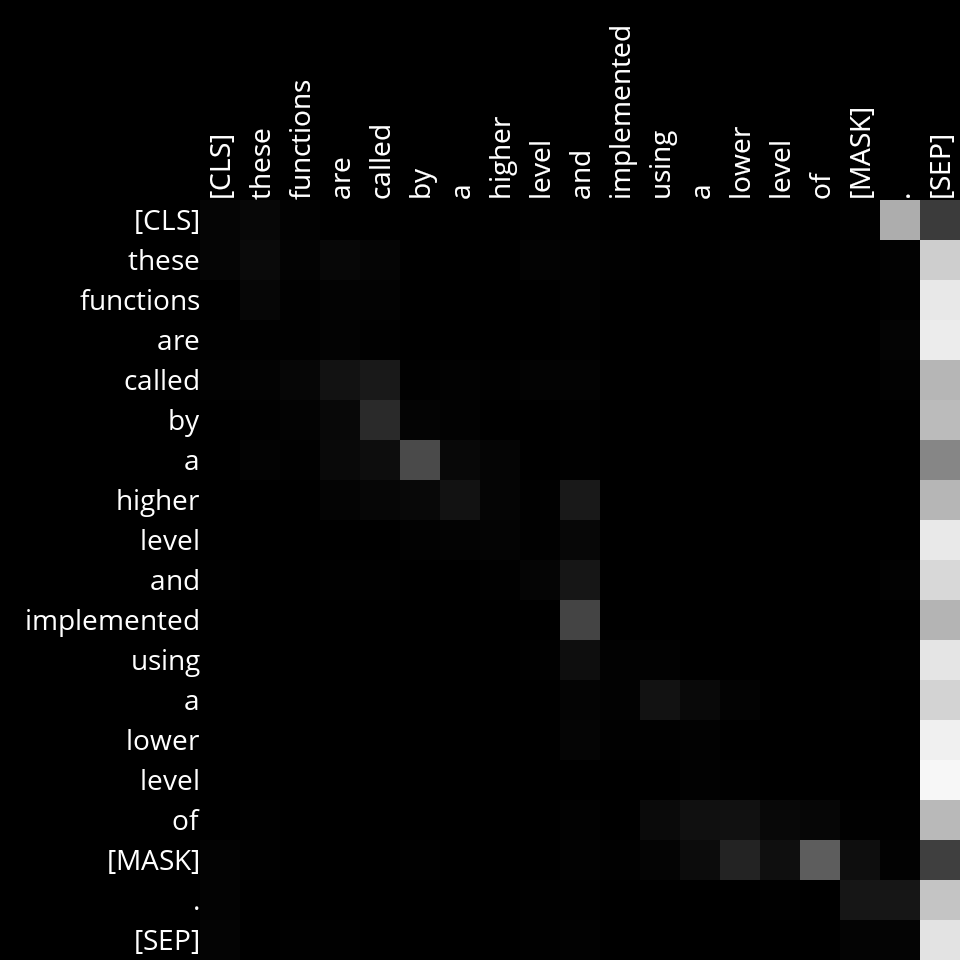 [CLS]
these
functions
are
called
by
a
higher
level
and
implemented
using
a
lower
level
of
[MASK]
.
[SEP]
[CLS]
these
functions
are
called
by
a
higher
level
and
implemented
using
a
lower
level
of
[MASK]
.
[SEP]